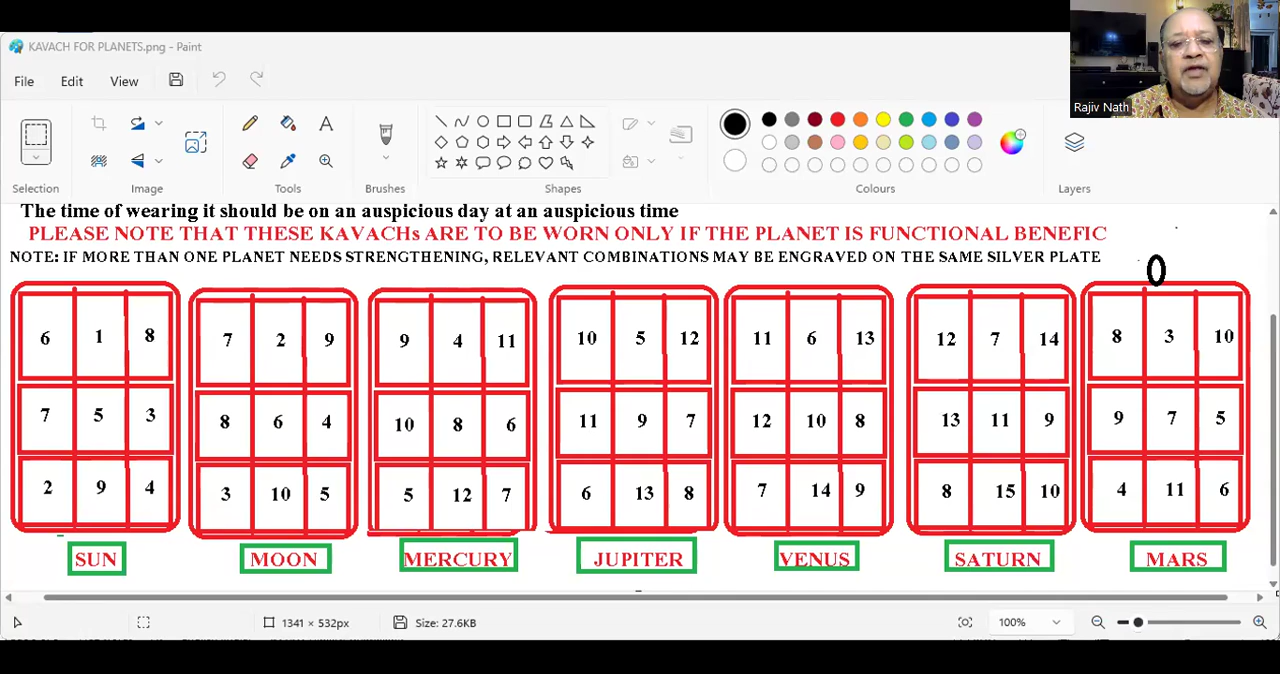 KAVACH FOR PLANETS.png - Paint
File Edit View
Rajiv Nath
Selection Image Tools Brushes Shapes Colours Layers
The time of wearing it should be on an auspicious day at an auspicious time
PLEASE NOTE THAT THESE KAVACHs ARE TO BE WORN ONLY IF THE PLANET IS FUNCTIONAL BENEFIC
NOTE: IF MORE THAN ONE PLANET NEEDS STRENGTHENING, RELEVANT COMBINATIONS MAY BE ENGRAVED ON THE SAME SILVER PLATE
0
6 1 8
7 5 3
2 9 4
SUN
7 2 9
8 6 4
3 10 5
MOON
9 4 11
10 8 6
5 12 7
MERCURY
10 5 12
11 9 7
6 13 8
JUPITER
11 6 13
12 10 8
7 14 9
VENUS
12 7 14
13 11 9
8 15 10
SATURN
8 3 10
9 7 5
4 11 6
MARS
1341 × 532px Size: 27.6KB 100%